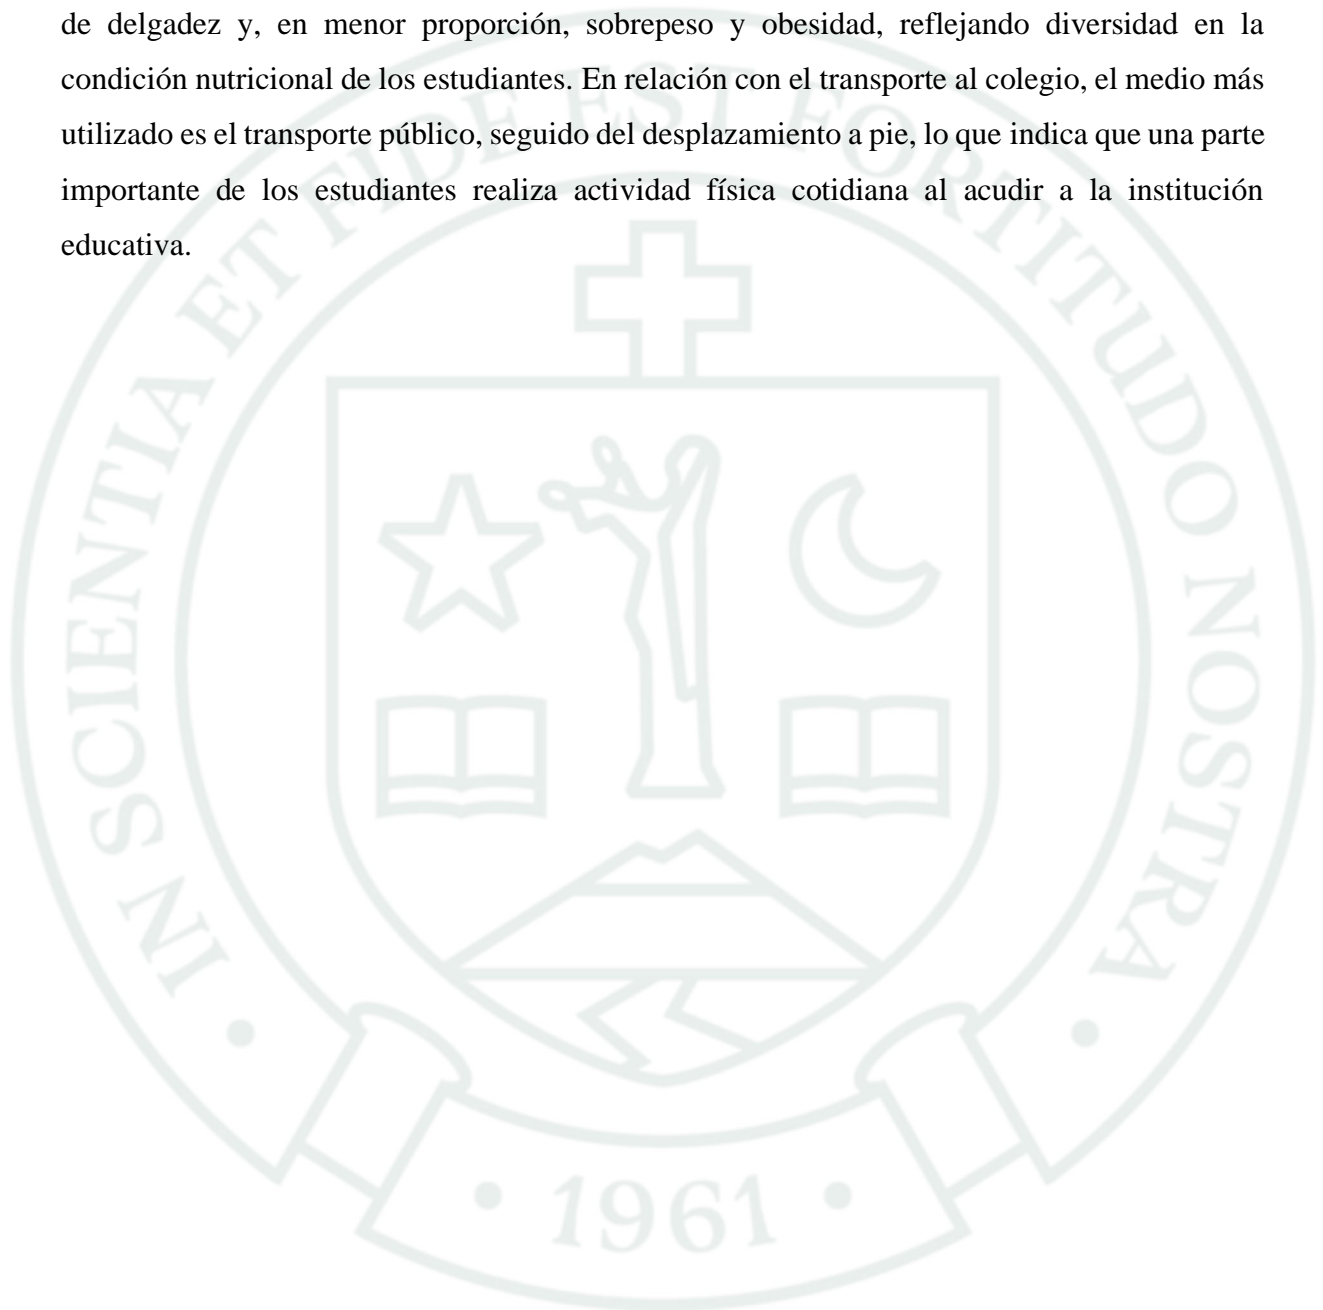 de delgadez y, en menor proporción, sobrepeso y obesidad, reflejando diversidad en la
condición nutricional de los estudiantes. En relación con el transporte al colegio, el medio más
utilizado es el transporte público, seguido del desplazamiento a pie, lo que indica que una parte
importante de los estudiantes realiza actividad física cotidiana al acudir a la institución
educativa.
IN SCIENTIA ET FIDE EST FORTITUDO NOSTRA
• 1961 •